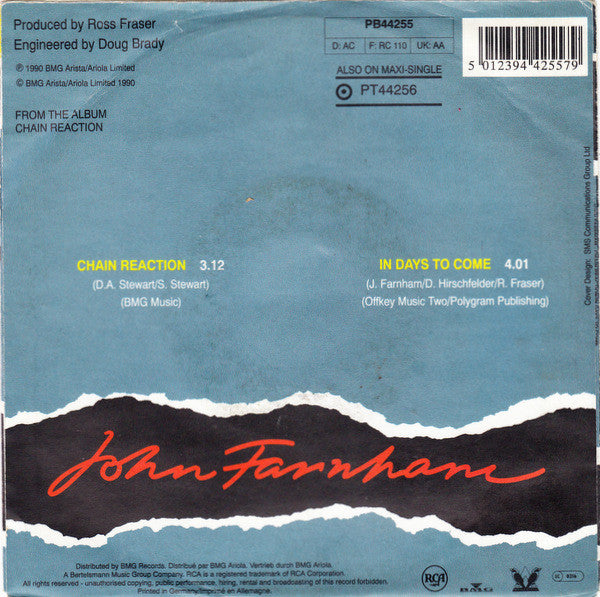 Produced by Ross Fraser
Engineered by Doug Brady
℗ 1990 BMG Arista/Ariola Limited
© BMG Arista/Ariola Limited 1990
FROM THE ALBUM
CHAIN REACTION
PB44255
D: AC F: RC 110 UK: AA
ALSO ON MAXI-SINGLE
PT44256
5 012394 425579
Cover Design: SMS Communications Group Ltd
CHAIN REACTION 3.12
(D.A. Stewart/S. Stewart)
(BMG Music)
IN DAYS TO COME 4.01
(J. Farnham/D. Hirschfelder/R. Fraser)
(Offkey Music Two/Polygram Publishing)
John Farnham
Distributed by BMG Records. Distribué par BMG Ariola. Vertrieb durch BMG Ariola.
A Bertelsmann Music Group Company. RCA is a registered trademark of RCA Corporation.
All rights reserved - unauthorised copying, public performance, hiring, rental and broadcasting of this record forbidden.
Printed in Germany/Imprimé en Allemagne.
RCA
BMG